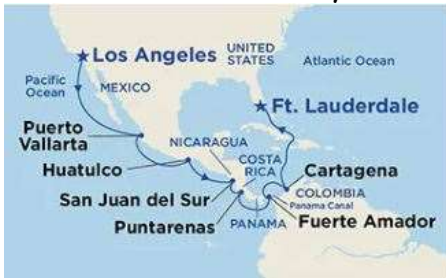 Los Angeles
UNITED
STATES
Atlantic Ocean
Pacific
Ocean
MEXICO
Ft. Lauderdale
Puerto
Vallarta
NICARAGUA
Huatulco
COSTA
RICA
Cartagena
San Juan del Sur
COLOMBIA
Panama Canal
Puntarenas
PANAMA
Fuerte Amador